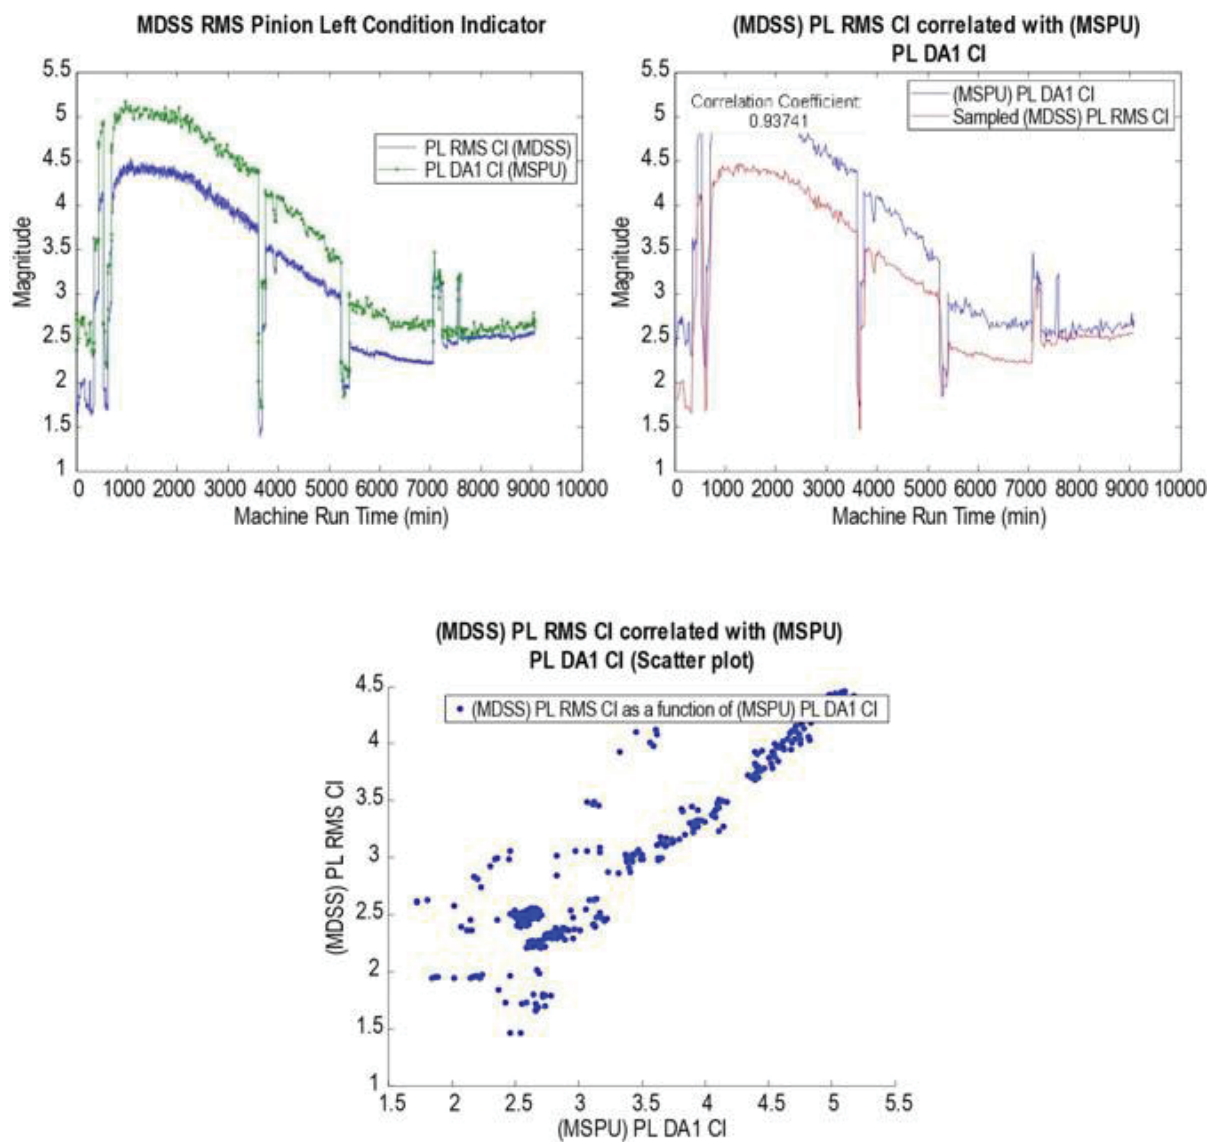 MDSS RMS Pinion Left Condition Indicator
5.5
5
4.5
4
3.5
3
2.5
2
1.5
1
Magnitude
PL RMS CI (MDSS)
PL DA1 CI (MSPU)
0 1000 2000 3000 4000 5000 6000 7000 8000 9000 10000
Machine Run Time (min)
(MDSS) PL RMS CI correlated with (MSPU)
PL DA1 CI
5.5
5
4.5
4
3.5
3
2.5
2
1.5
1
Magnitude
Correlation Coefficient:
0.93741
(MSPU) PL DA1 CI
Sampled (MDSS) PL RMS CI
0 1000 2000 3000 4000 5000 6000 7000 8000 9000 10000
Machine Run Time (min)
(MDSS) PL RMS CI correlated with (MSPU)
PL DA1 CI (Scatter plot)
4.5
4
3.5
3
2.5
2
1.5
1
(MDSS) PL RMS CI
(MDSS) PL RMS CI as a function of (MSPU) PL DA1 CI
1.5 2 2.5 3 3.5 4 4.5 5 5.5
(MSPU) PL DA1 CI